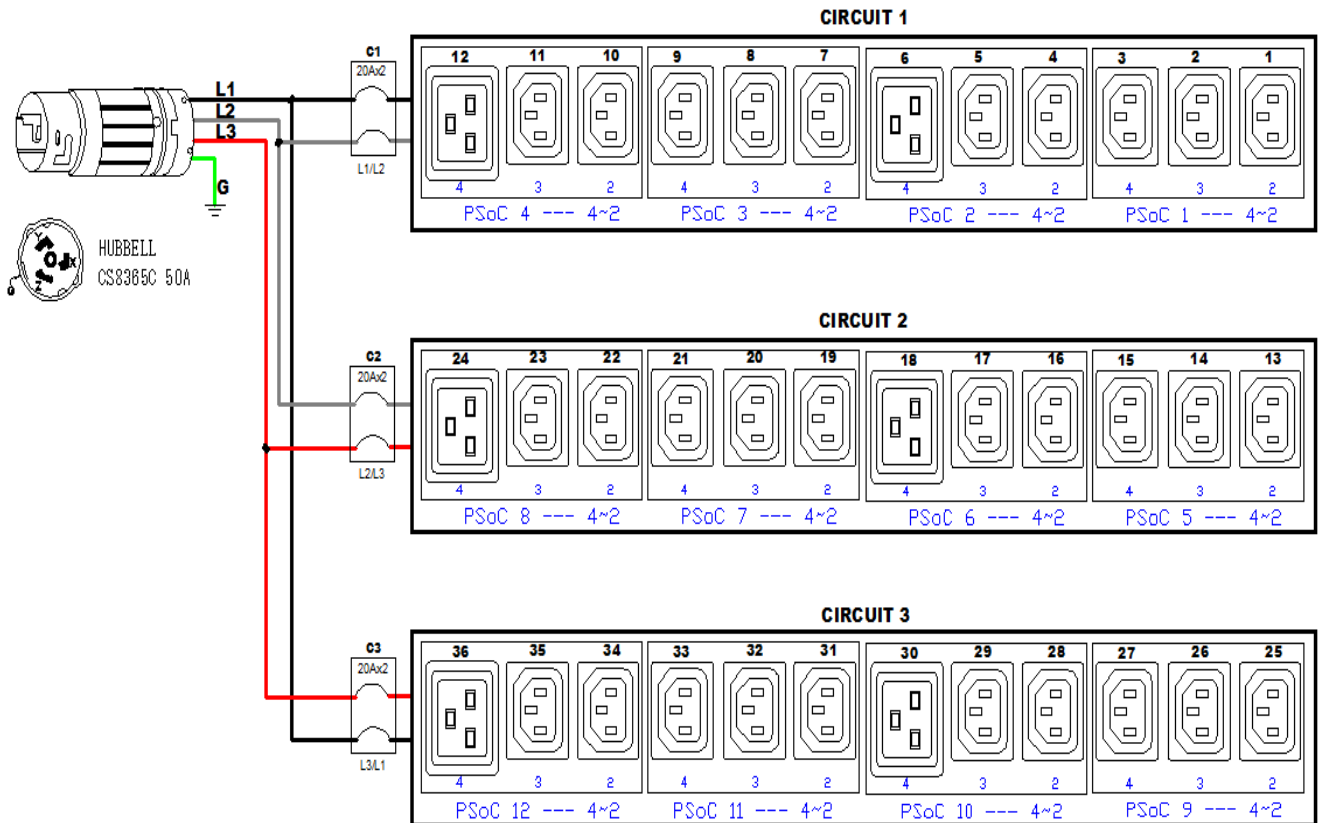 CIRCUIT 1
C1
20Ax2
L1/L2
12 11 10 9 8 7 6 5 4 3 2 1
4 3 2 4 3 2 4 3 2 4 3 2
PSoC 4 --- 4~2 PSoC 3 --- 4~2 PSoC 2 --- 4~2 PSoC 1 --- 4~2
L1
L2
L3
G
HUBBELL
CS8365C 50A
Y
X
Z
G
CIRCUIT 2
C2
20Ax2
L2/L3
24 23 22 21 20 19 18 17 16 15 14 13
4 3 2 4 3 2 4 3 2 4 3 2
PSoC 8 --- 4~2 PSoC 7 --- 4~2 PSoC 6 --- 4~2 PSoC 5 --- 4~2
CIRCUIT 3
C3
20Ax2
L3/L1
36 35 34 33 32 31 30 29 28 27 26 25
4 3 2 4 3 2 4 3 2 4 3 2
PSoC 12 --- 4~2 PSoC 11 --- 4~2 PSoC 10 --- 4~2 PSoC 9 --- 4~2